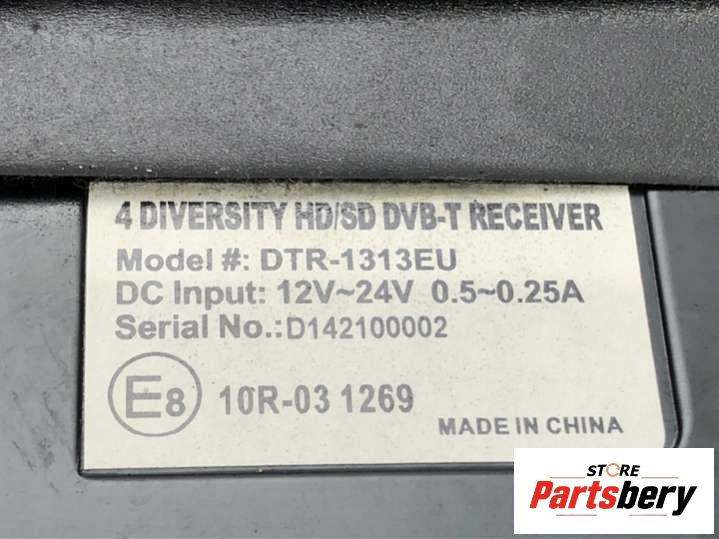 4 DIVERSITY HD/SD DVB-T RECEIVER
Model #: DTR-1313EU
DC Input: 12V~24V 0.5~0.25A
Serial No.:D142100002
E8 10R-03 1269
MADE IN CHINA
STORE
Partsbery